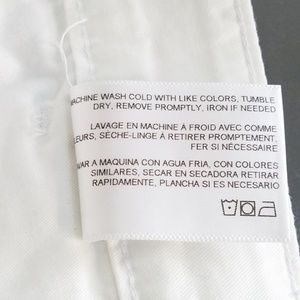 MACHINE WASH COLD WITH LIKE COLORS, TUMBLE
DRY, REMOVE PROMPTLY, IRON IF NEEDED
LAVAGE EN MACHINE À FROID AVEC COMME
LEURS, SÈCHE-LINGE A RETIRER PROMPTEMENT,
FER SI NÉCESSAIRE
VAR A MAQUINA CON AGUA FRIA, CON COLORES
SIMILARES, SECAR EN SECADORA RETIRAR
RAPIDAMENTE, PLANCHA SI ES NECESARIO